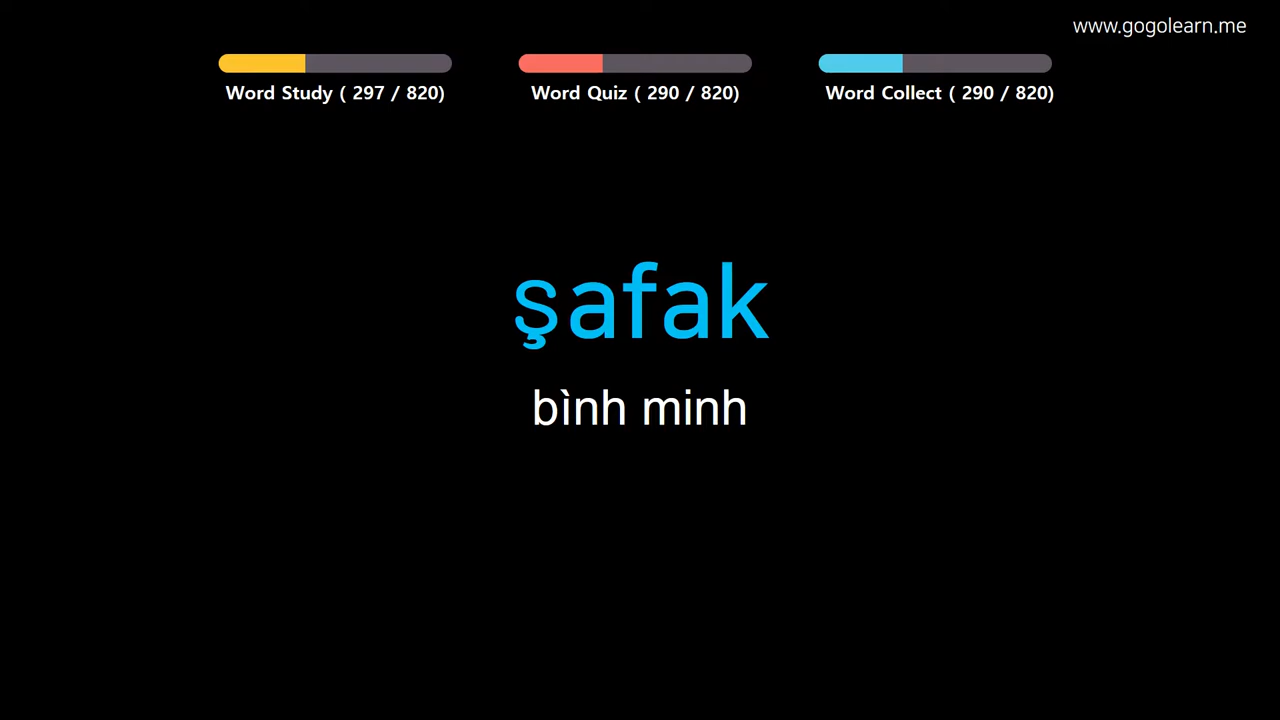 www.gogolearn.me
Word Study ( 297 / 820)
Word Quiz ( 290 / 820)
Word Collect ( 290 / 820)
şafak
bình minh